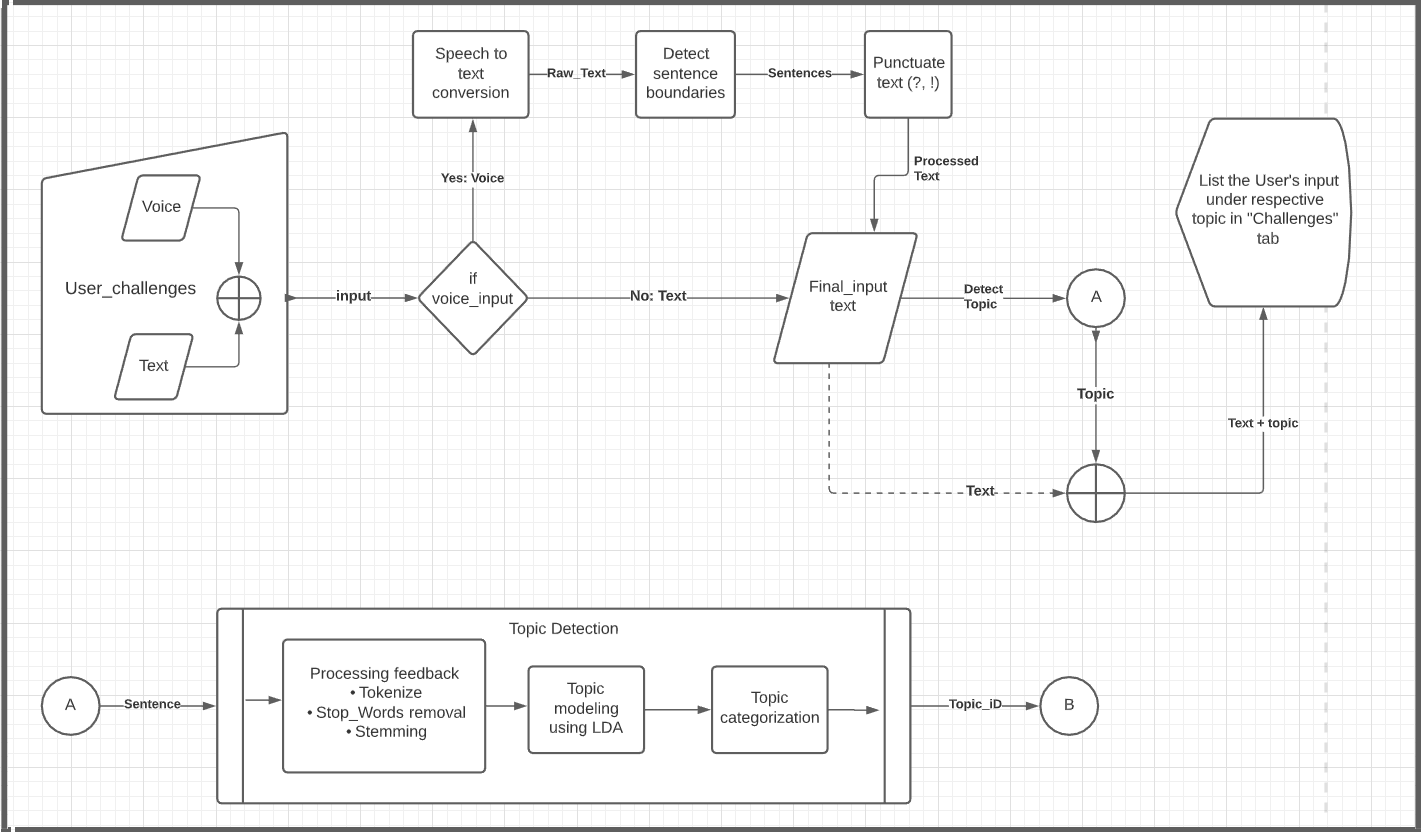 Speech to
text
conversion
Raw_Text
Detect
sentence
boundaries
Sentences
Punctuate
text (?, !)
Processed
Text
Yes: Voice
Voice
User_challenges
Text
input
if
voice_input
No: Text
Final_input
text
Detect
Topic
A
Topic
Text
Text + topic
List the User's input
under respective
topic in "Challenges"
tab
Topic Detection
A
Sentence
Processing feedback
• Tokenize
• Stop_Words removal
• Stemming
Topic
modeling
using LDA
Topic
categorization
Topic_iD
B